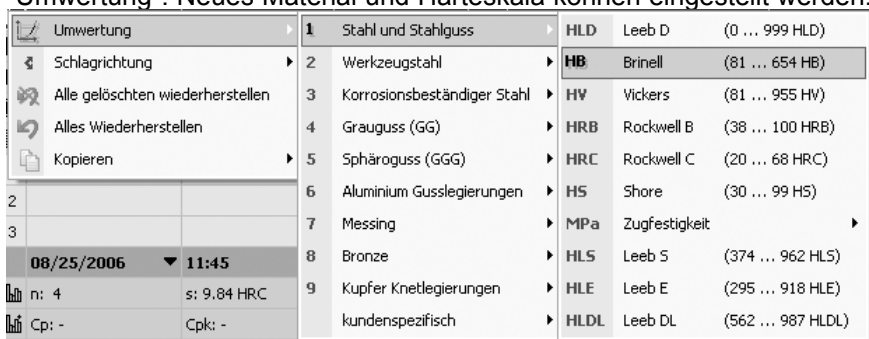 "Umwertung". Neues Material und Härteskala können eingestellt werden.
Umwertung
Schlagrichtung
Alle gelöschten wiederherstellen
Alles Wiederherstellen
Kopieren
2
3
08/25/2006 11:45
n: 4 s: 9.84 HRC
Cp: - Cpk: -
1 Stahl und Stahlguss
2 Werkzeugstahl
3 Korrosionsbeständiger Stahl
4 Grauguss (GG)
5 Sphäroguss (GGG)
6 Aluminium Gusslegierungen
7 Messing
8 Bronze
9 Kupfer Knetlegierungen
kundenspezifisch
HLD Leeb D (0 ... 999 HLD)
HB Brinell (81 ... 654 HB)
HV Vickers (81 ... 955 HV)
HRB Rockwell B (38 ... 100 HRB)
HRC Rockwell C (20 ... 68 HRC)
HS Shore (30 ... 99 HS)
MPa Zugfestigkeit
HLS Leeb S (374 ... 962 HLS)
HLE Leeb E (295 ... 918 HLE)
HLDL Leeb DL (562 ... 987 HLDL)